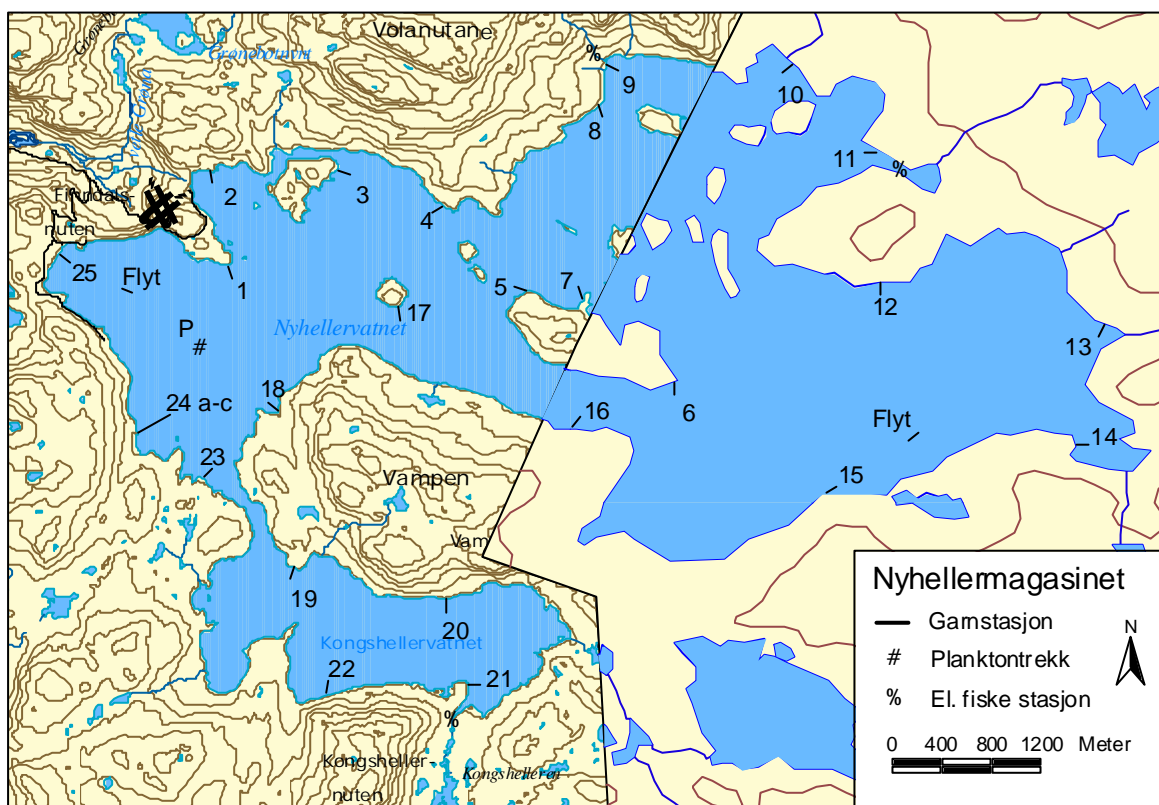 Volanutane
Grønebotnvnt
%
9
8
10
11
%
2
3
4
nuten
25
Flyt
1
5
7
17
12
P
#
Nyhellervatnet
13
18
24 a-c
16
6
Flyt
14
23
15
Vampen
Vam
19
20
Kongshellervatnet
22
21
%
Kongsheller-
nuten
Kongshelleren
Nyhellermagasinet
Garnstasjon
# Planktontrekk
% El. fiske stasjon
N
0 400 800 1200 Meter